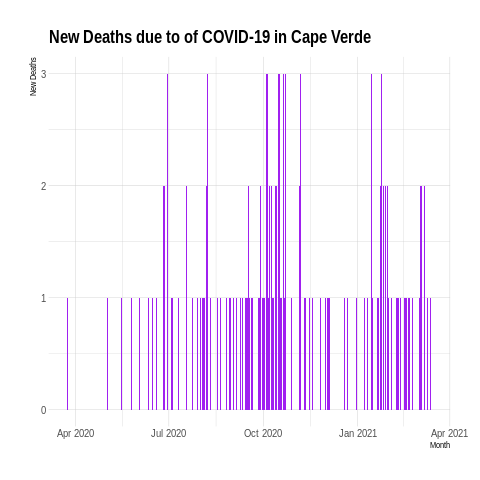 New Deaths due to of COVID-19 in Cape Verde
New Deaths
3
2
1
0
Apr 2020
Jul 2020
Oct 2020
Jan 2021
Apr 2021
Month